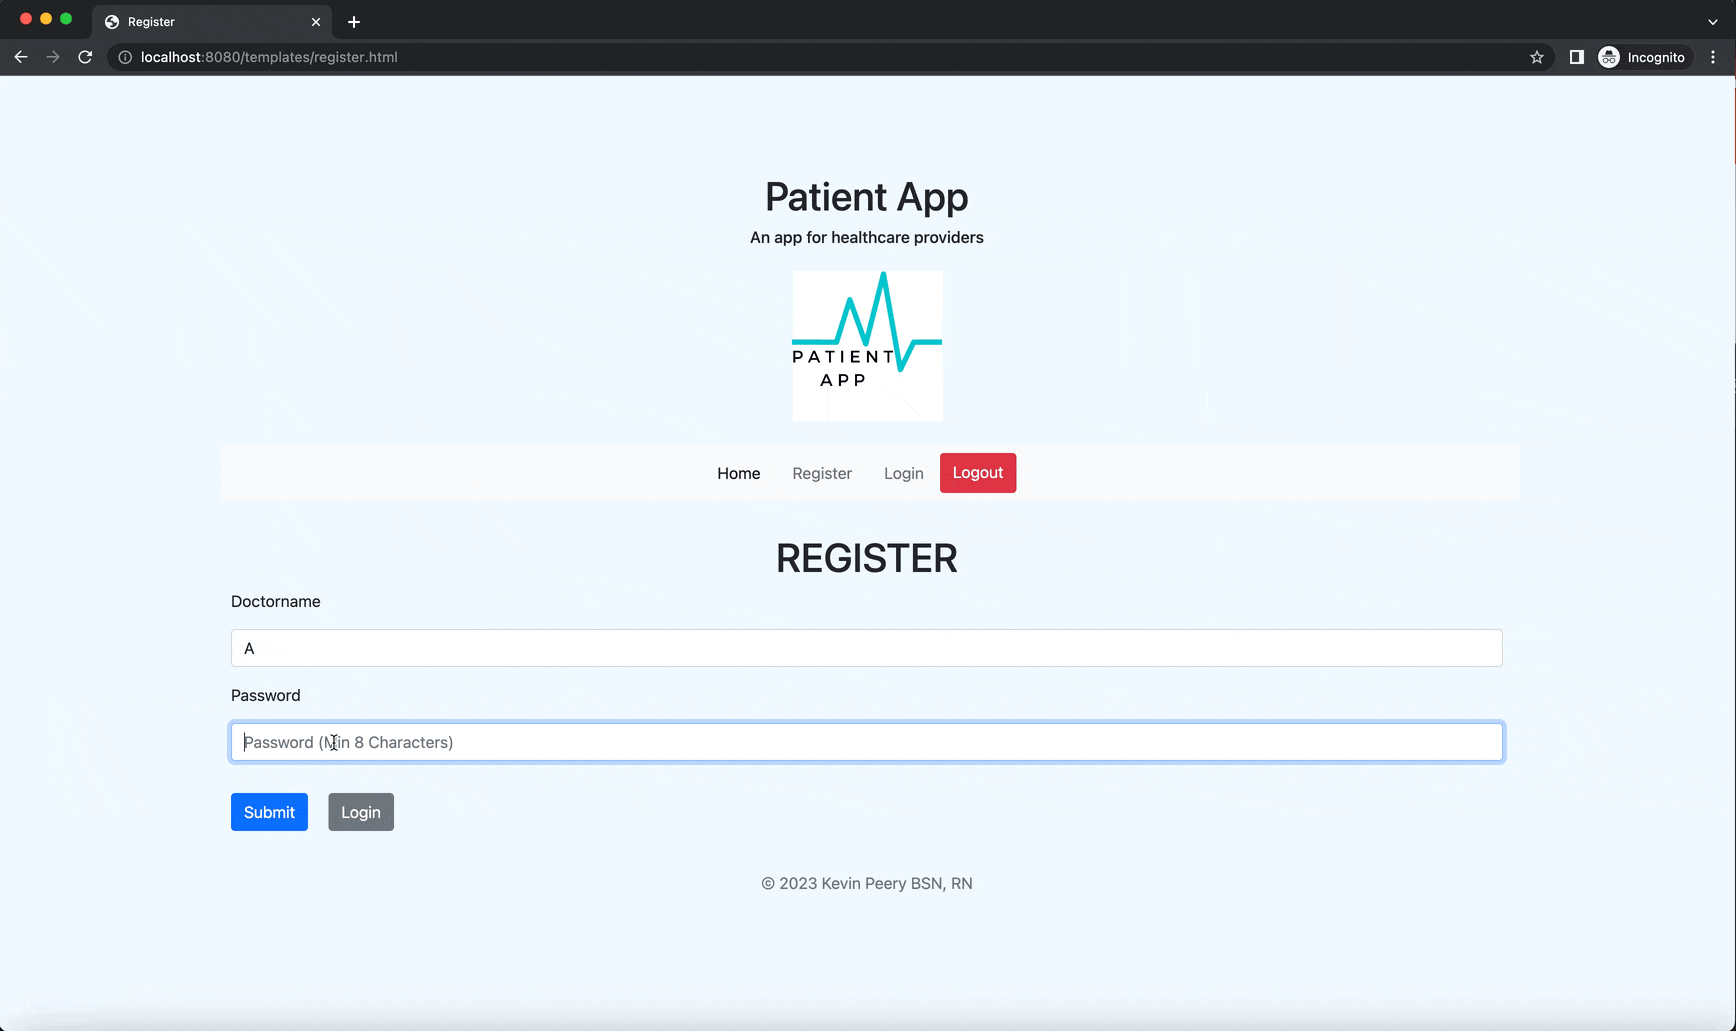 Register
localhost:8080/templates/register.html
Incognito
Patient App
An app for healthcare providers
PATIENT
APP
Home Register Login Logout
REGISTER
Doctorname
A
Password
Password (Min 8 Characters)
Submit Login
© 2023 Kevin Peery BSN, RN